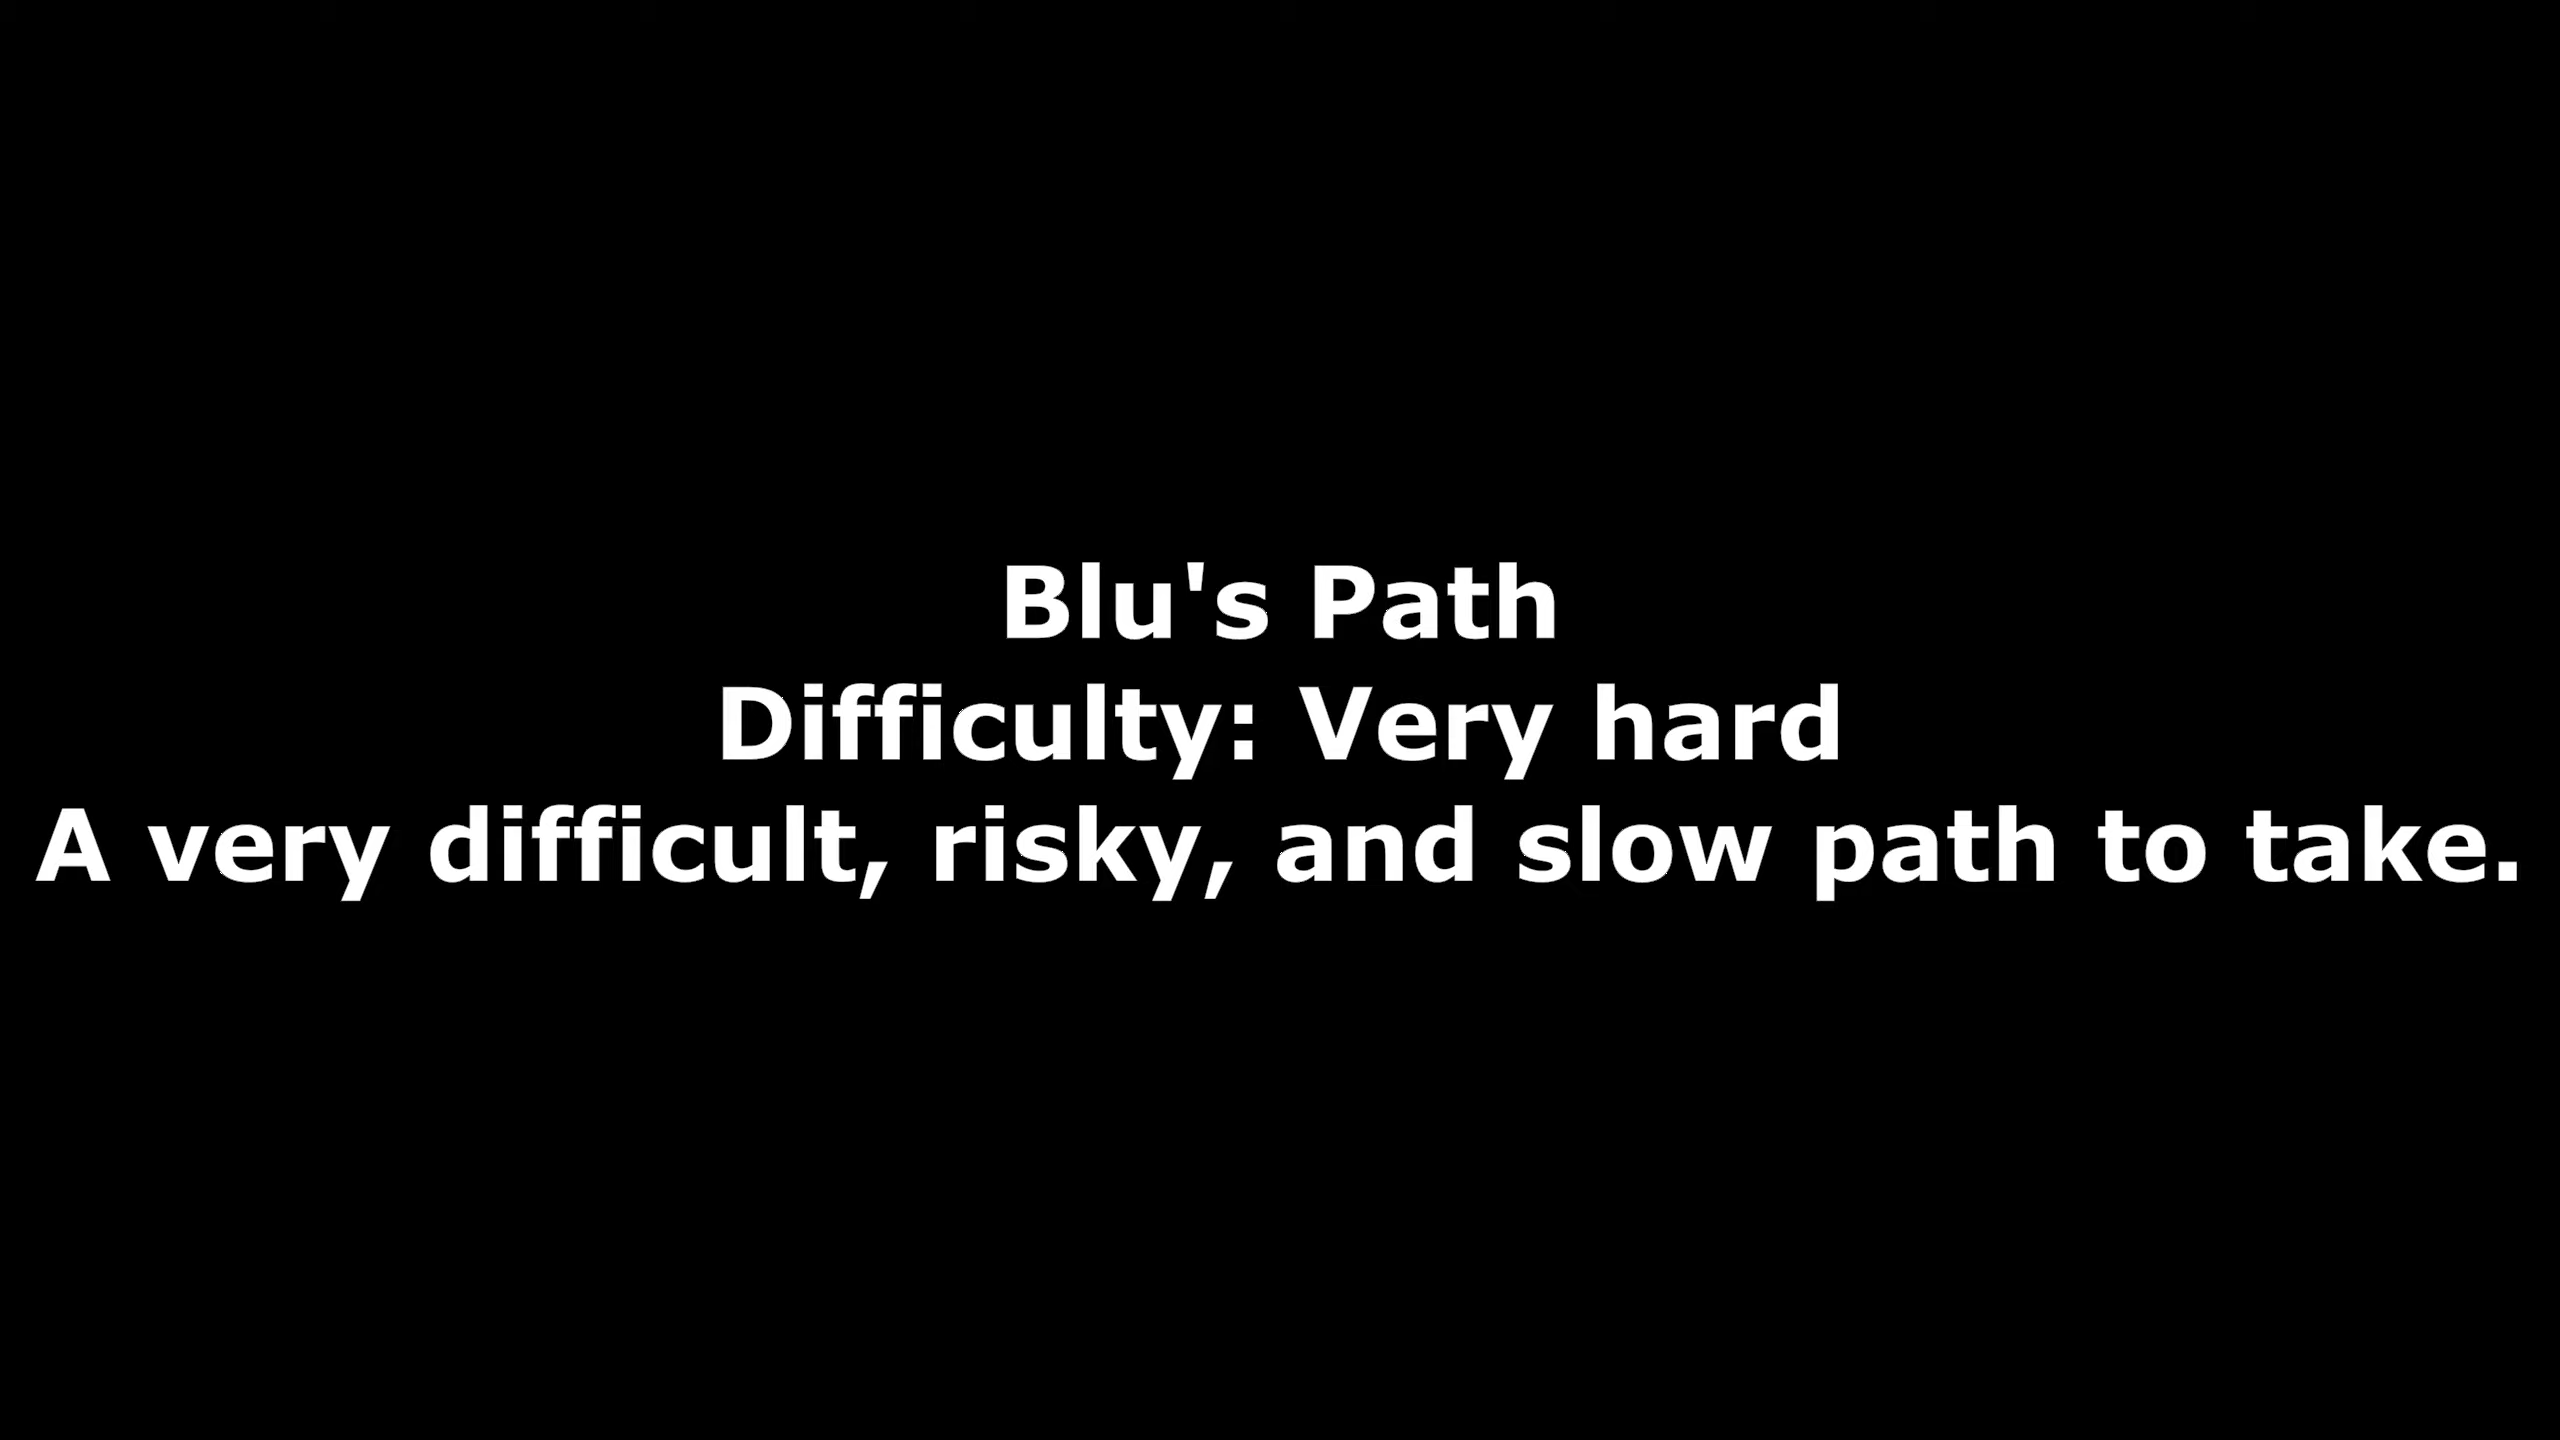 Blu's Path
Difficulty: Very hard
A very difficult, risky, and slow path to take.